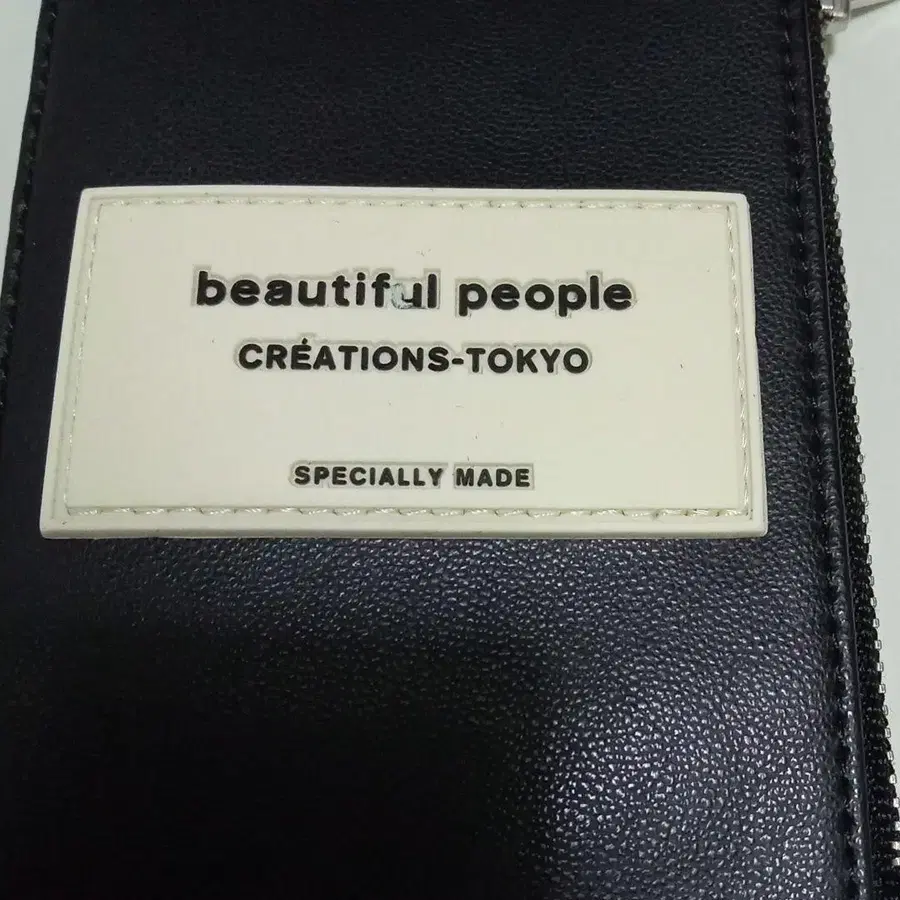 beautiful people
CRÉATIONS-TOKYO
SPECIALLY MADE